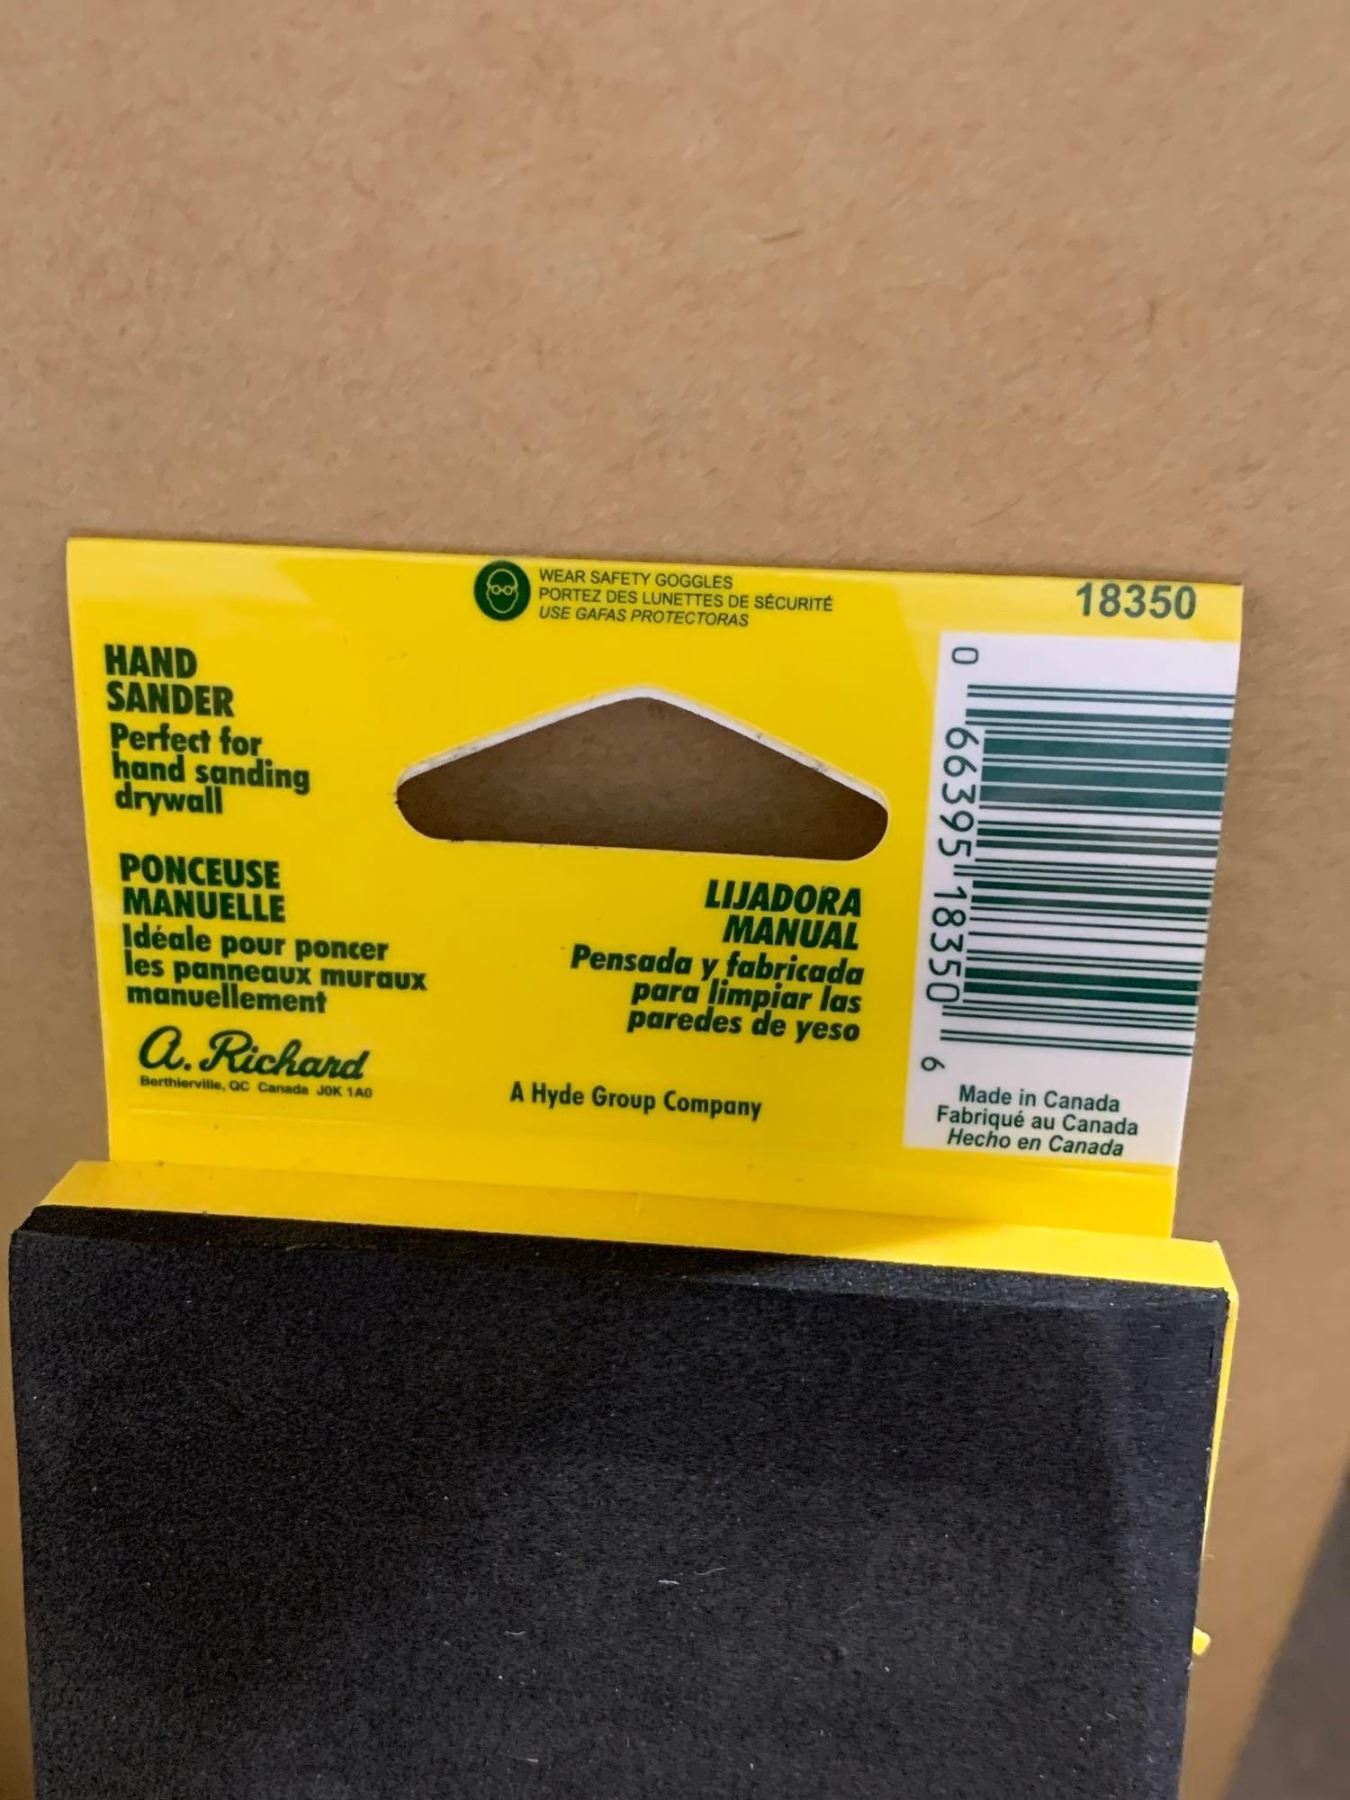 WEAR SAFETY GOGGLES
PORTEZ DES LUNETTES DE SÉCURITÉ
USE GAFAS PROTECTORAS
18350
HAND
SANDER
Perfect for
hand sanding
drywall
PONCEUSE
MANUELLE
Idéale pour poncer
les panneaux muraux
manuellement
A. Richard
Berthierville, QC Canada J0K 1A0
LIJADORA
MANUAL
Pensada y fabricada
para limpiar las
paredes de yeso
A Hyde Group Company
0 66395 18350 6
Made in Canada
Fabriqué au Canada
Hecho en Canada